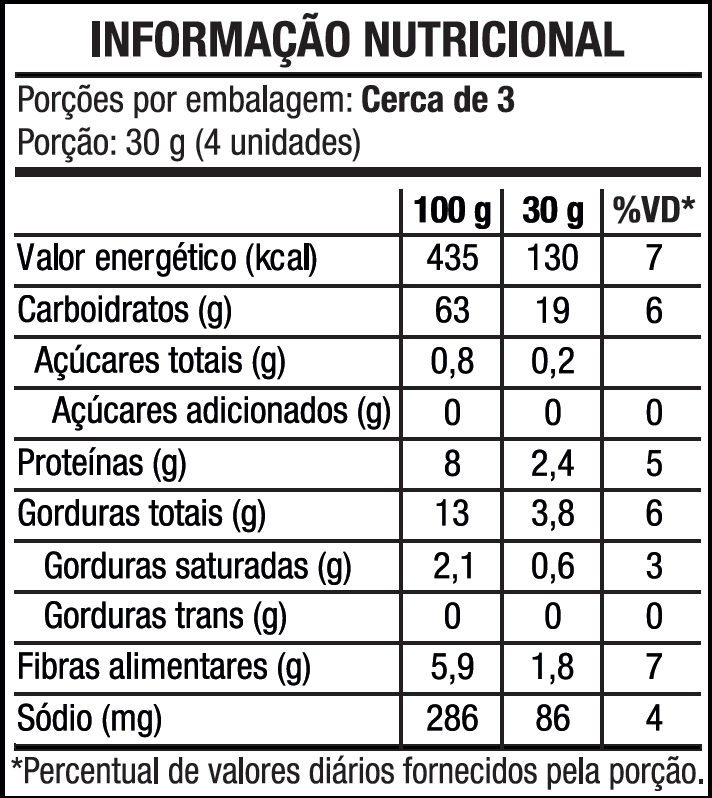 INFORMAÇÃO NUTRICIONAL
Porções por embalagem: Cerca de 3
Porção: 30 g (4 unidades)
100 g 30 g %VD*
Valor energético (kcal) 435 130 7
Carboidratos (g) 63 19 6
Açúcares totais (g) 0,8 0,2
Açúcares adicionados (g) 0 0 0
Proteínas (g) 8 2,4 5
Gorduras totais (g) 13 3,8 6
Gorduras saturadas (g) 2,1 0,6 3
Gorduras trans (g) 0 0 0
Fibras alimentares (g) 5,9 1,8 7
Sódio (mg) 286 86 4
*Percentual de valores diários fornecidos pela porção.